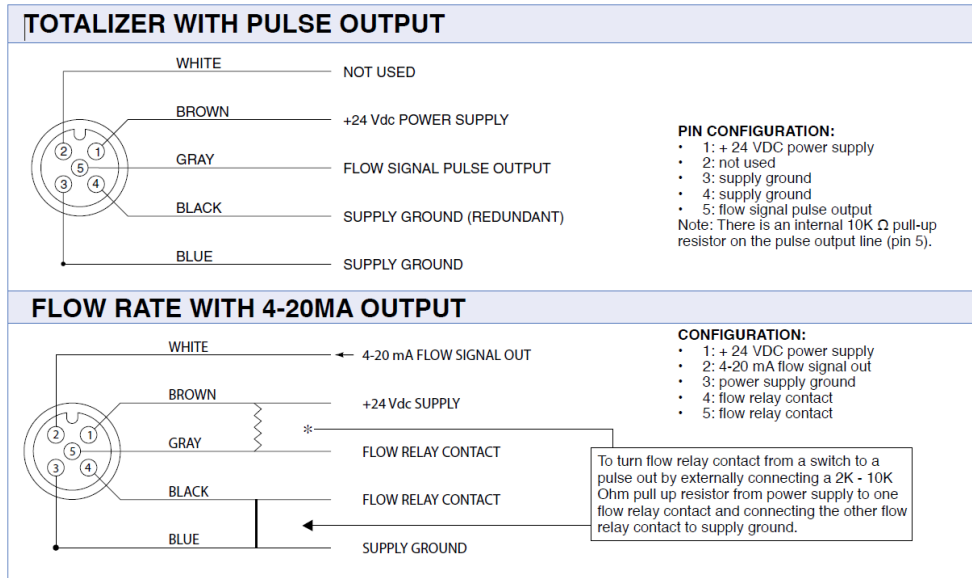 TOTALIZER WITH PULSE OUTPUT
WHITE
NOT USED
BROWN
+24 Vdc POWER SUPPLY
GRAY
FLOW SIGNAL PULSE OUTPUT
BLACK
SUPPLY GROUND (REDUNDANT)
BLUE
SUPPLY GROUND
2
1
5
3
4
PIN CONFIGURATION:
• 1: + 24 VDC power supply
• 2: not used
• 3: supply ground
• 4: supply ground
• 5: flow signal pulse output
Note: There is an internal 10K Ω pull-up
resistor on the pulse output line (pin 5).
FLOW RATE WITH 4-20MA OUTPUT
WHITE
4-20 mA FLOW SIGNAL OUT
BROWN
+24 Vdc SUPPLY
*
GRAY
FLOW RELAY CONTACT
BLACK
FLOW RELAY CONTACT
BLUE
SUPPLY GROUND
2
1
5
3
4
CONFIGURATION:
• 1: + 24 VDC power supply
• 2: 4-20 mA flow signal out
• 3: power supply ground
• 4: flow relay contact
• 5: flow relay contact
To turn flow relay contact from a switch to a
pulse out by externally connecting a 2K - 10K
Ohm pull up resistor from power supply to one
flow relay contact and connecting the other flow
relay contact to supply ground.